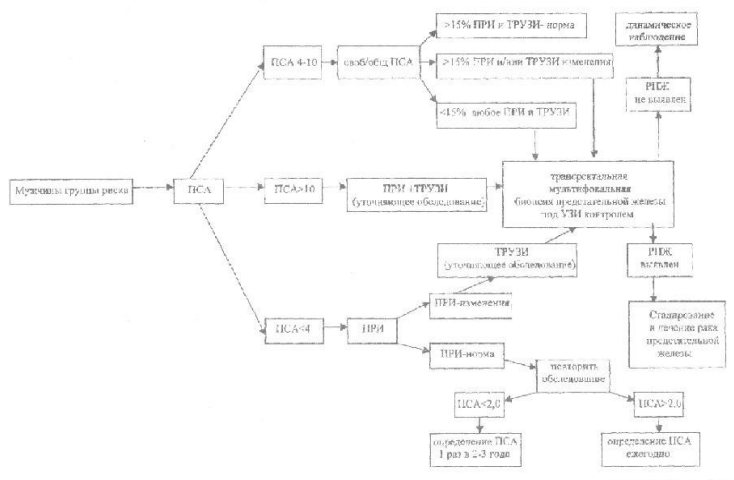 >15% ПРИ и ТРУЗИ- норма
динамическое
наблюдение
ПСА 4-10
своб/общ ПСА
>15% ПРИ и/или ТРУЗИ изменения
РПЖ
не выявлен
<15% любое ПРИ и ТРУЗИ
Мужчины группы риска
ПСА
ПСА>10
ПРИ +ТРУЗИ
(уточняющее обследование)
трансректальная
мультифокальная
биопсия предстательной железы
под УЗИ контролем
ТРУЗИ
(уточняющее обследование)
РПЖ
выявлен
ПРИ-изменения
ПСА<4
ПРИ
Стадирование
и лечение рака
предстательной
железы
ПРИ-норма
повторить
обследование
ПСА<2,0
ПСА>2,0
определение ПСА
1 раз в 2-3 года
определение ПСА
ежегодно